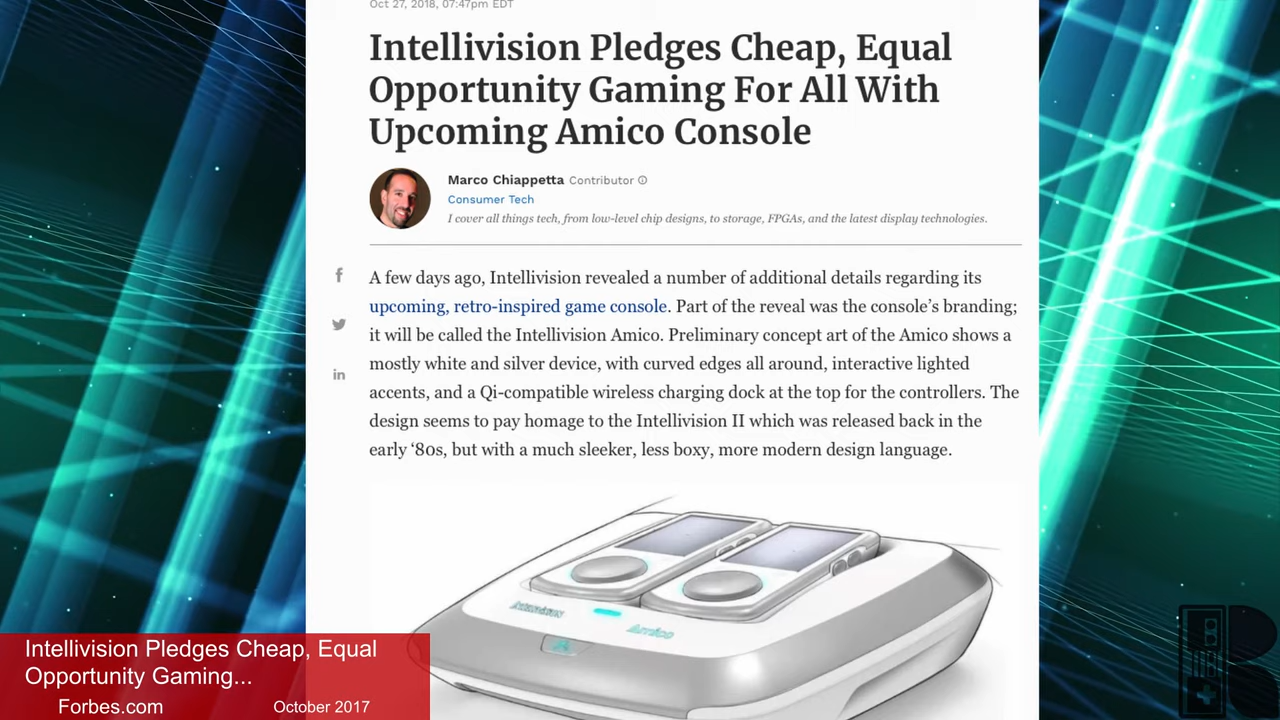 Oct 27, 2018, 07:47pm EDT
Intellivision Pledges Cheap, Equal
Opportunity Gaming For All With
Upcoming Amico Console
Marco Chiappetta Contributor
Consumer Tech
I cover all things tech, from low-level chip designs, to storage, FPGAs, and the latest display technologies.
A few days ago, Intellivision revealed a number of additional details regarding its
upcoming, retro-inspired game console. Part of the reveal was the console’s branding;
it will be called the Intellivision Amico. Preliminary concept art of the Amico shows a
mostly white and silver device, with curved edges all around, interactive lighted
accents, and a Qi-compatible wireless charging dock at the top for the controllers. The
design seems to pay homage to the Intellivision II which was released back in the
early ‘80s, but with a much sleeker, less boxy, more modern design language.
Amico
Intellivision Pledges Cheap, Equal
Opportunity Gaming...
Forbes.com October 2017